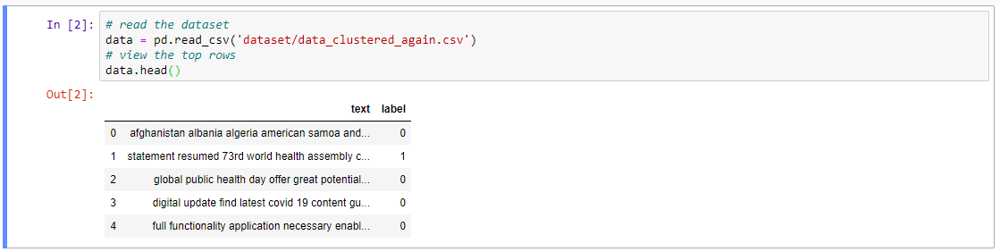 In [2]: # read the dataset
data = pd.read_csv('dataset/data_clustered_again.csv')
# view the top rows
data.head()
Out[2]:
text label
0 afghanistan albania algeria american samoa and... 0
1 statement resumed 73rd world health assembly c... 1
2 global public health day offer great potential... 0
3 digital update find latest covid 19 content gu... 0
4 full functionality application necessary enabl... 0